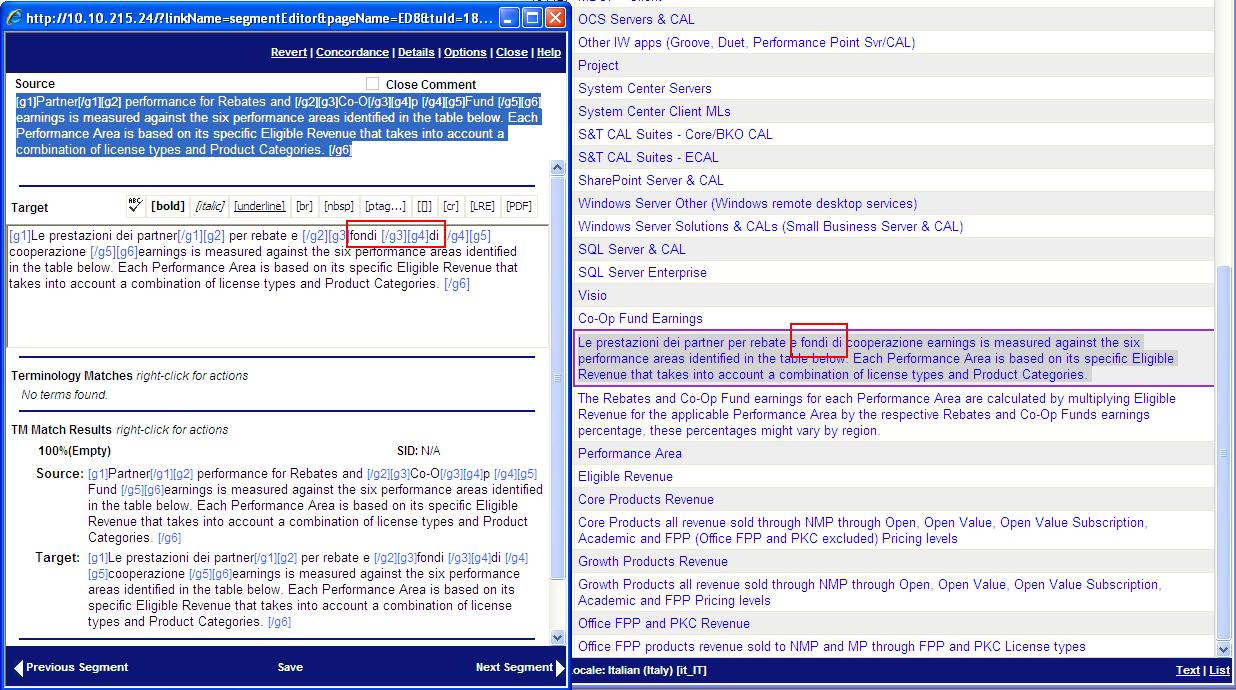 http://10.10.215.24/?linkName=segmentEditor&pageName=ED8&tuId=18...
Revert | Concordance | Details | Options | Close | Help
Source
Close Comment
[g1]Partner[/g1][g2] performance for Rebates and [/g2][g3]Co-O[/g3][g4]p [/g4][g5]Fund [/g5][g6]
earnings is measured against the six performance areas identified in the table below. Each
Performance Area is based on its specific Eligible Revenue that takes into account a
combination of license types and Product Categories. [/g6]
Target
ABC
[bold] [italic] [underline] [br] [nbsp] [ptag...] [[]] [cr] [LRE] [PDF]
[g1]Le prestazioni dei partner[/g1][g2] per rebate e [/g2][g3]fondi [/g3][g4]di [/g4][g5]
cooperazione [/g5][g6]earnings is measured against the six performance areas identified
in the table below. Each Performance Area is based on its specific Eligible Revenue that
takes into account a combination of license types and Product Categories. [/g6]
Terminology Matches right-click for actions
No terms found.
TM Match Results right-click for actions
100%(Empty) SID: N/A
Source: [g1]Partner[/g1][g2] performance for Rebates and [/g2][g3]Co-O[/g3][g4]p [/g4][g5]
Fund [/g5][g6]earnings is measured against the six performance areas identified
in the table below. Each Performance Area is based on its specific Eligible
Revenue that takes into account a combination of license types and Product
Categories. [/g6]
Target: [g1]Le prestazioni dei partner[/g1][g2] per rebate e [/g2][g3]fondi [/g3][g4]di [/g4]
[g5]cooperazione [/g5][g6]earnings is measured against the six performance
areas identified in the table below. Each Performance Area is based on its
specific Eligible Revenue that takes into account a combination of license
types and Product Categories. [/g6]
Previous Segment Save Next Segment
OCS Servers & CAL
Other IW apps (Groove, Duet, Performance Point Svr/CAL)
Project
System Center Servers
System Center Client MLs
S&T CAL Suites - Core/BKO CAL
S&T CAL Suites - ECAL
SharePoint Server & CAL
Windows Server Other (Windows remote desktop services)
Windows Server Solutions & CALs (Small Business Server & CAL)
SQL Server & CAL
SQL Server Enterprise
Visio
Co-Op Fund Earnings
Le prestazioni dei partner per rebate e fondi di cooperazione earnings is measured against the six
performance areas identified in the table below. Each Performance Area is based on its specific Eligible
Revenue that takes into account a combination of license types and Product Categories.
The Rebates and Co-Op Fund earnings for each Performance Area are calculated by multiplying Eligible
Revenue for the applicable Performance Area by the respective Rebates and Co-Op Funds earnings
percentage, these percentages might vary by region.
Performance Area
Eligible Revenue
Core Products Revenue
Core Products all revenue sold through NMP through Open, Open Value, Open Value Subscription,
Academic and FPP (Office FPP and PKC excluded) Pricing levels
Growth Products Revenue
Growth Products all revenue sold through NMP through Open, Open Value, Open Value Subscription,
Academic and FPP Pricing levels
Office FPP and PKC Revenue
Office FPP products revenue sold to NMP and MP through FPP and PKC License types
ocale: Italian (Italy) [it_IT]
Text | List